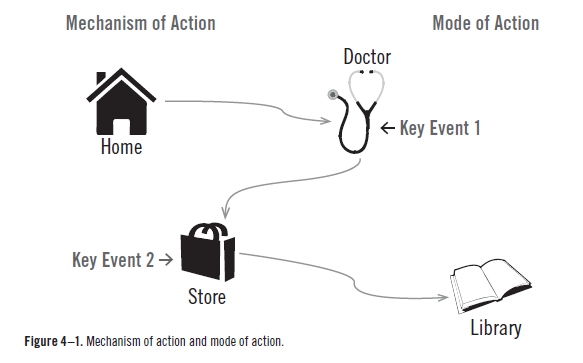 Mechanism of Action
Mode of Action
Doctor
Home
← Key Event 1
Key Event 2 →
Store
Library
Figure 4–1. Mechanism of action and mode of action.